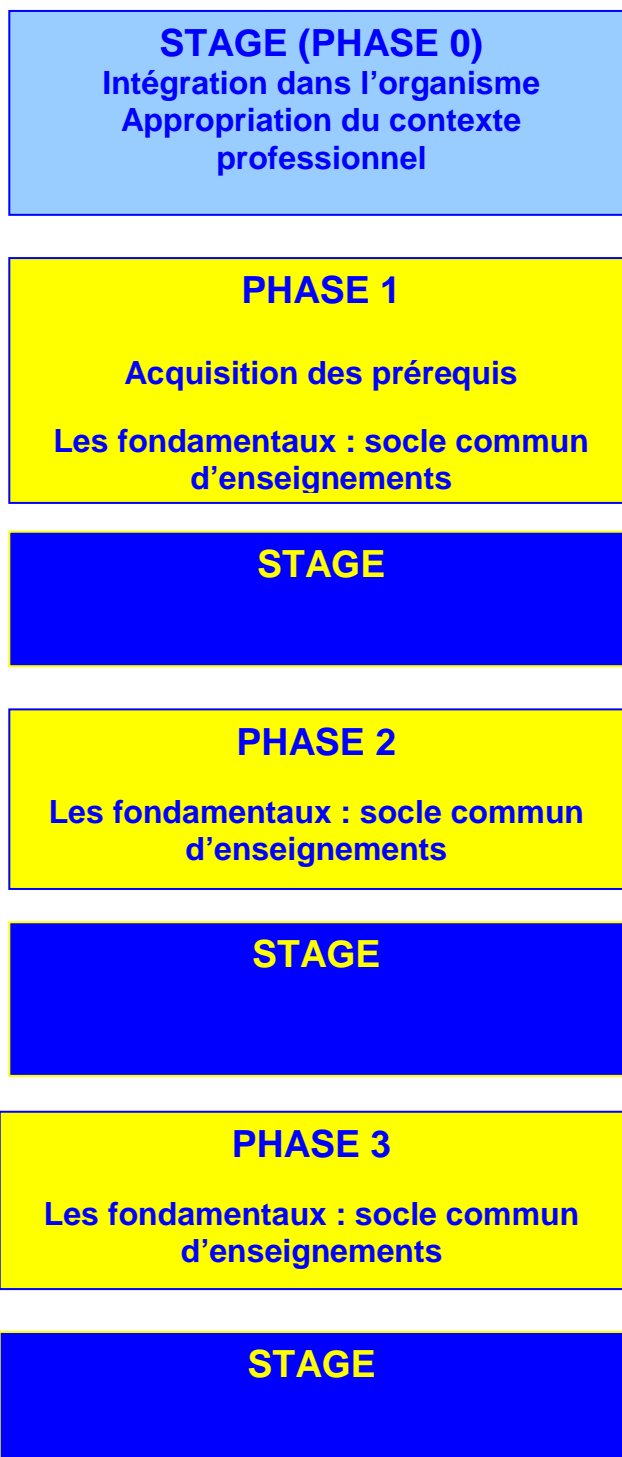 STAGE (PHASE 0)
Intégration dans l’organisme
Appropriation du contexte
professionnel
PHASE 1
Acquisition des prérequis
Les fondamentaux : socle commun
d’enseignements
STAGE
PHASE 2
Les fondamentaux : socle commun
d’enseignements
STAGE
PHASE 3
Les fondamentaux : socle commun
d’enseignements
STAGE